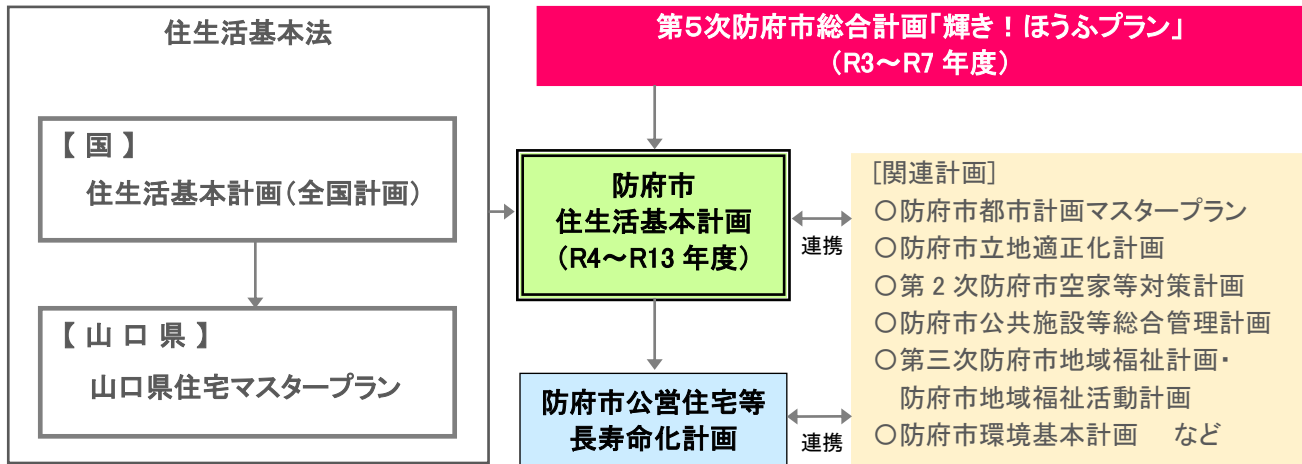 住生活基本法
【 国 】
住生活基本計画(全国計画)
【 山 口 県 】
山口県住宅マスタープラン
第5次防府市総合計画「輝き!ほうふプラン」
(R3~R7 年度)
防府市
住生活基本計画
(R4~R13 年度)
連携
防府市公営住宅等
長寿命化計画
連携
[関連計画]
○防府市都市計画マスタープラン
○防府市立地適正化計画
○第 2 次防府市空家等対策計画
○防府市公共施設等総合管理計画
○第三次防府市地域福祉計画・
防府市地域福祉活動計画
○防府市環境基本計画 など